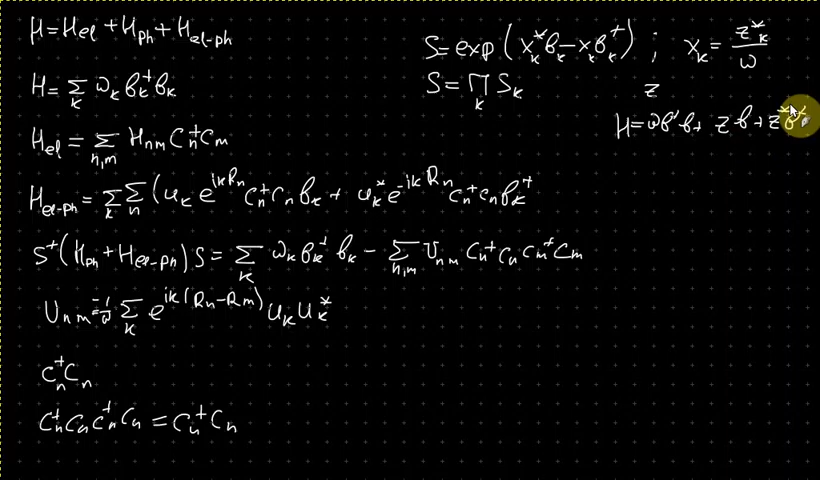 H = H_el + H_ph + H_el-ph
S = exp(x_k^* b_k - x_k b_k^+) ; x_k = z_k^*/ω
H = Σ_k ω_k b_k^+ b_k
S = Π_k S_k
z
H = ωb^+b + zb + z^*b^+
H_el = Σ_{n,m} H_nm C_n^+ C_m
H_el-ph = Σ_k Σ_n (u_k e^{ikR_n} C_n^+ C_n b_k + u_k^* e^{-ikR_n} C_n^+ C_n b_k^+
S^+(H_ph + H_el-ph)S = Σ_k ω_k b_k^+ b_k - Σ_{n,m} U_nm C_n^+ C_n C_m^+ C_m
U_nm = 1/ω Σ_k e^{ik(R_n-R_m)} u_k u_k^*
C_n^+ C_n
C_n^+ C_n C_n^+ C_n = C_n^+ C_n